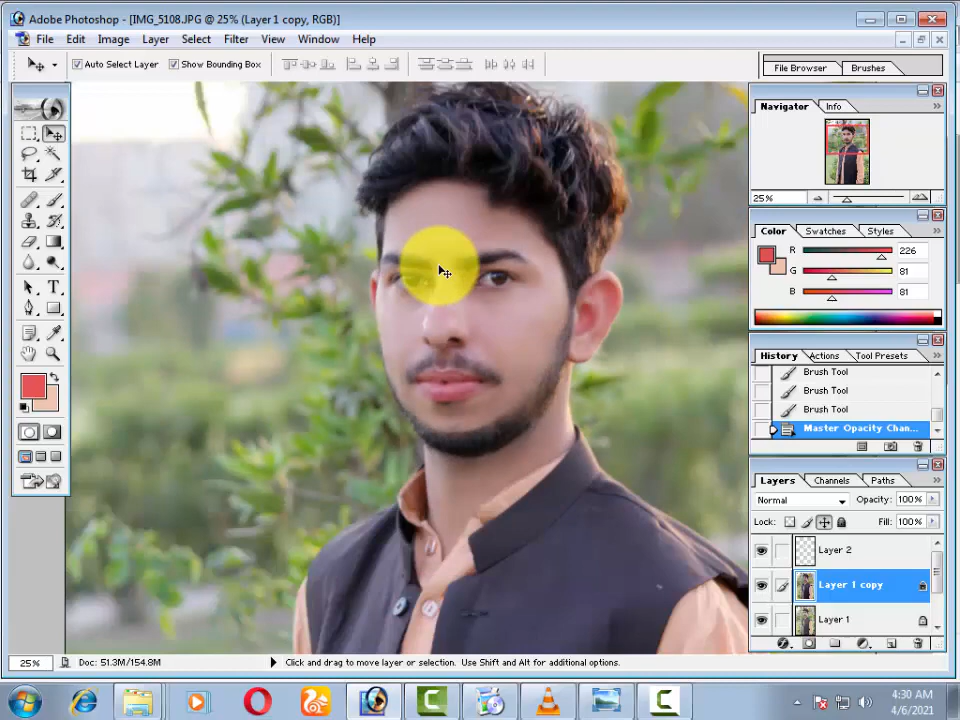 Adobe Photoshop - [IMG_5108.JPG @ 25% (Layer 1 copy, RGB)]
File Edit Image Layer Select Filter View Window Help
Auto Select Layer Show Bounding Box File Browser Brushes
Navigator Info
25%
Color Swatches Styles
R 226
G 81
B 81
History Actions Tool Presets
Brush Tool
Brush Tool
Brush Tool
Master Opacity Chan...
Layers Channels Paths
Normal Opacity: 100%
Lock: Fill: 100%
Layer 2
Layer 1 copy
Layer 1
25% Doc: 51.3M/154.8M Click and drag to move layer or selection. Use Shift and Alt for additional options.
4:30 AM
4/6/2021